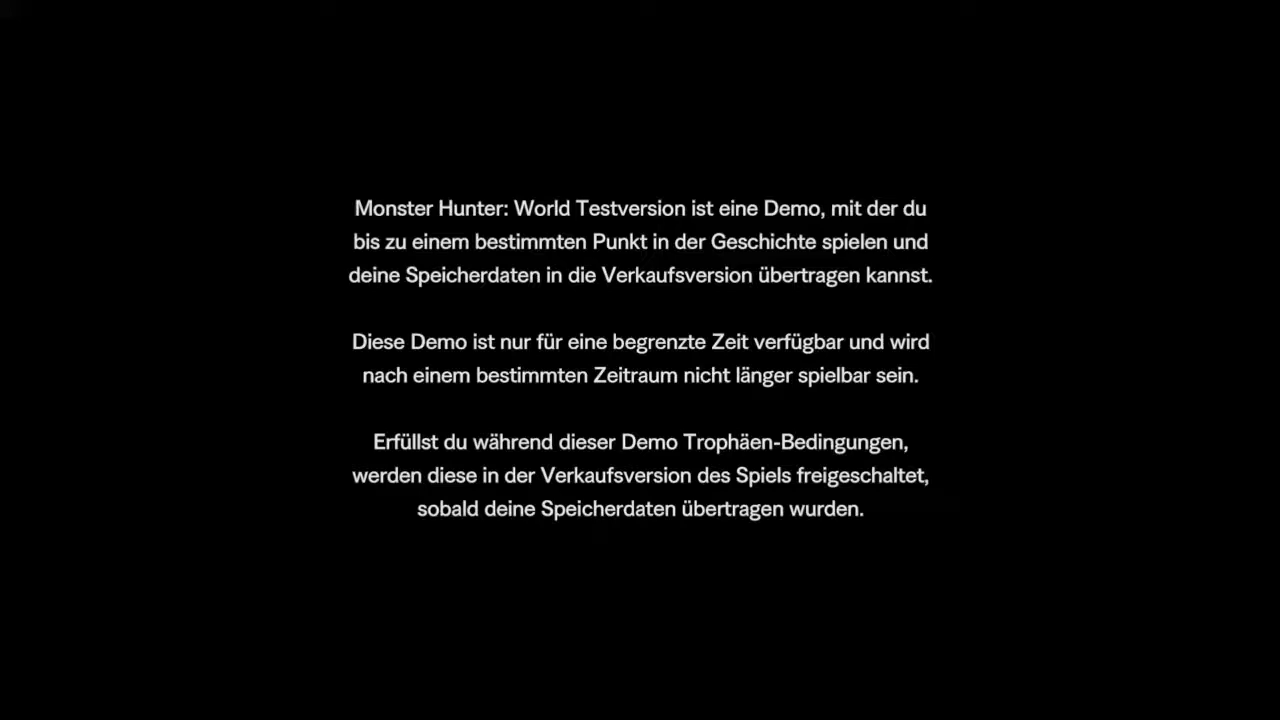 Monster Hunter: World Testversion ist eine Demo, mit der du
bis zu einem bestimmten Punkt in der Geschichte spielen und
deine Speicherdaten in die Verkaufsversion übertragen kannst.
Diese Demo ist nur für eine begrenzte Zeit verfügbar und wird
nach einem bestimmten Zeitraum nicht länger spielbar sein.
Erfüllst du während dieser Demo Trophäen-Bedingungen,
werden diese in der Verkaufsversion des Spiels freigeschaltet,
sobald deine Speicherdaten übertragen wurden.